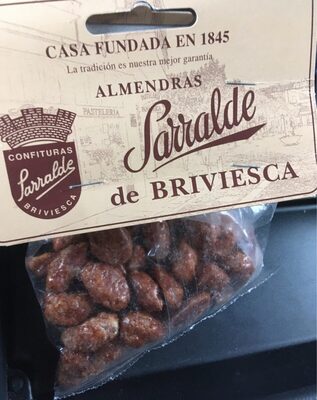 CASA FUNDADA EN 1845
La tradición es nuestra mejor garantía
ALMENDRAS
PASTELERIA
Sarralde
de BRIVIESCA
CONFITURAS
Sarralde
BRIVIESCA